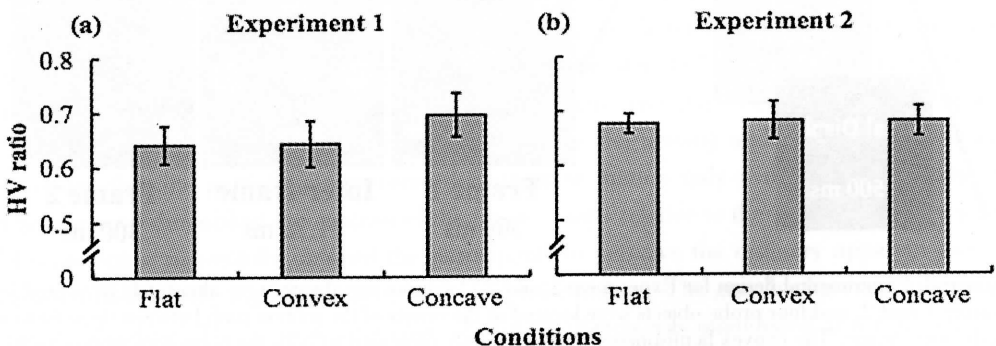 (a) Experiment 1
(b) Experiment 2
HV ratio
0.8
0.7
0.6
0.5
0
Flat Convex Concave
Flat Convex Concave
Conditions